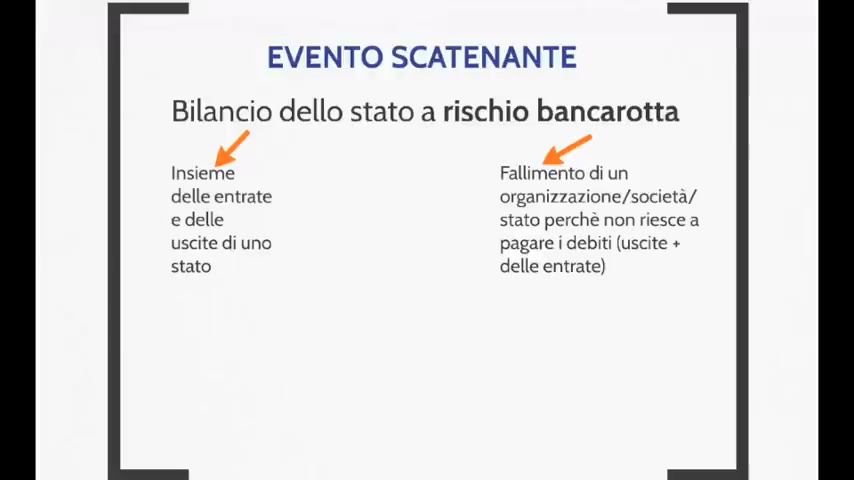 EVENTO SCATENANTE
Bilancio dello stato a rischio bancarotta
Insieme
delle entrate
e delle
uscite di uno
stato
Fallimento di un
organizzazione/società/
stato perchè non riesce a
pagare i debiti (uscite +
delle entrate)